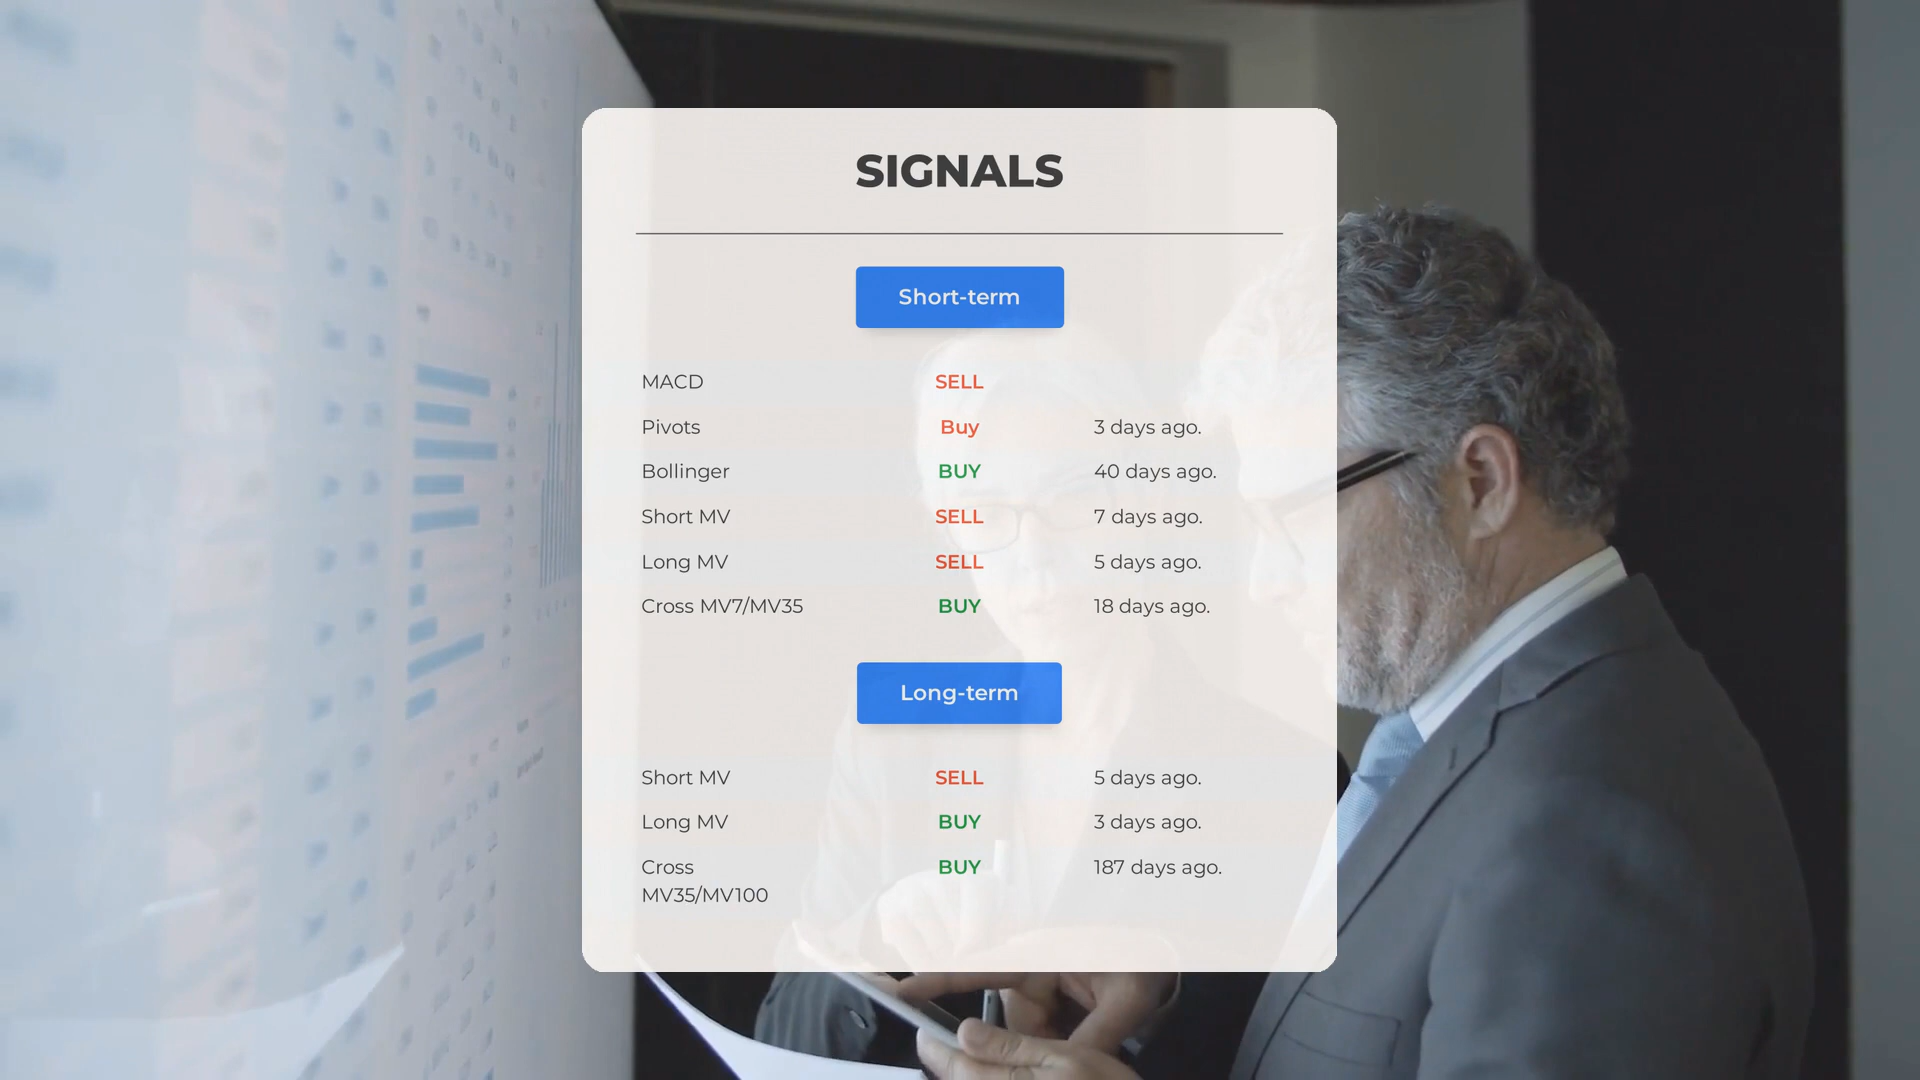 SIGNALS
Short-term
MACD SELL
Pivots Buy 3 days ago.
Bollinger BUY 40 days ago.
Short MV SELL 7 days ago.
Long MV SELL 5 days ago.
Cross MV7/MV35 BUY 18 days ago.
Long-term
Short MV SELL 5 days ago.
Long MV BUY 3 days ago.
Cross BUY 187 days ago.
MV35/MV100